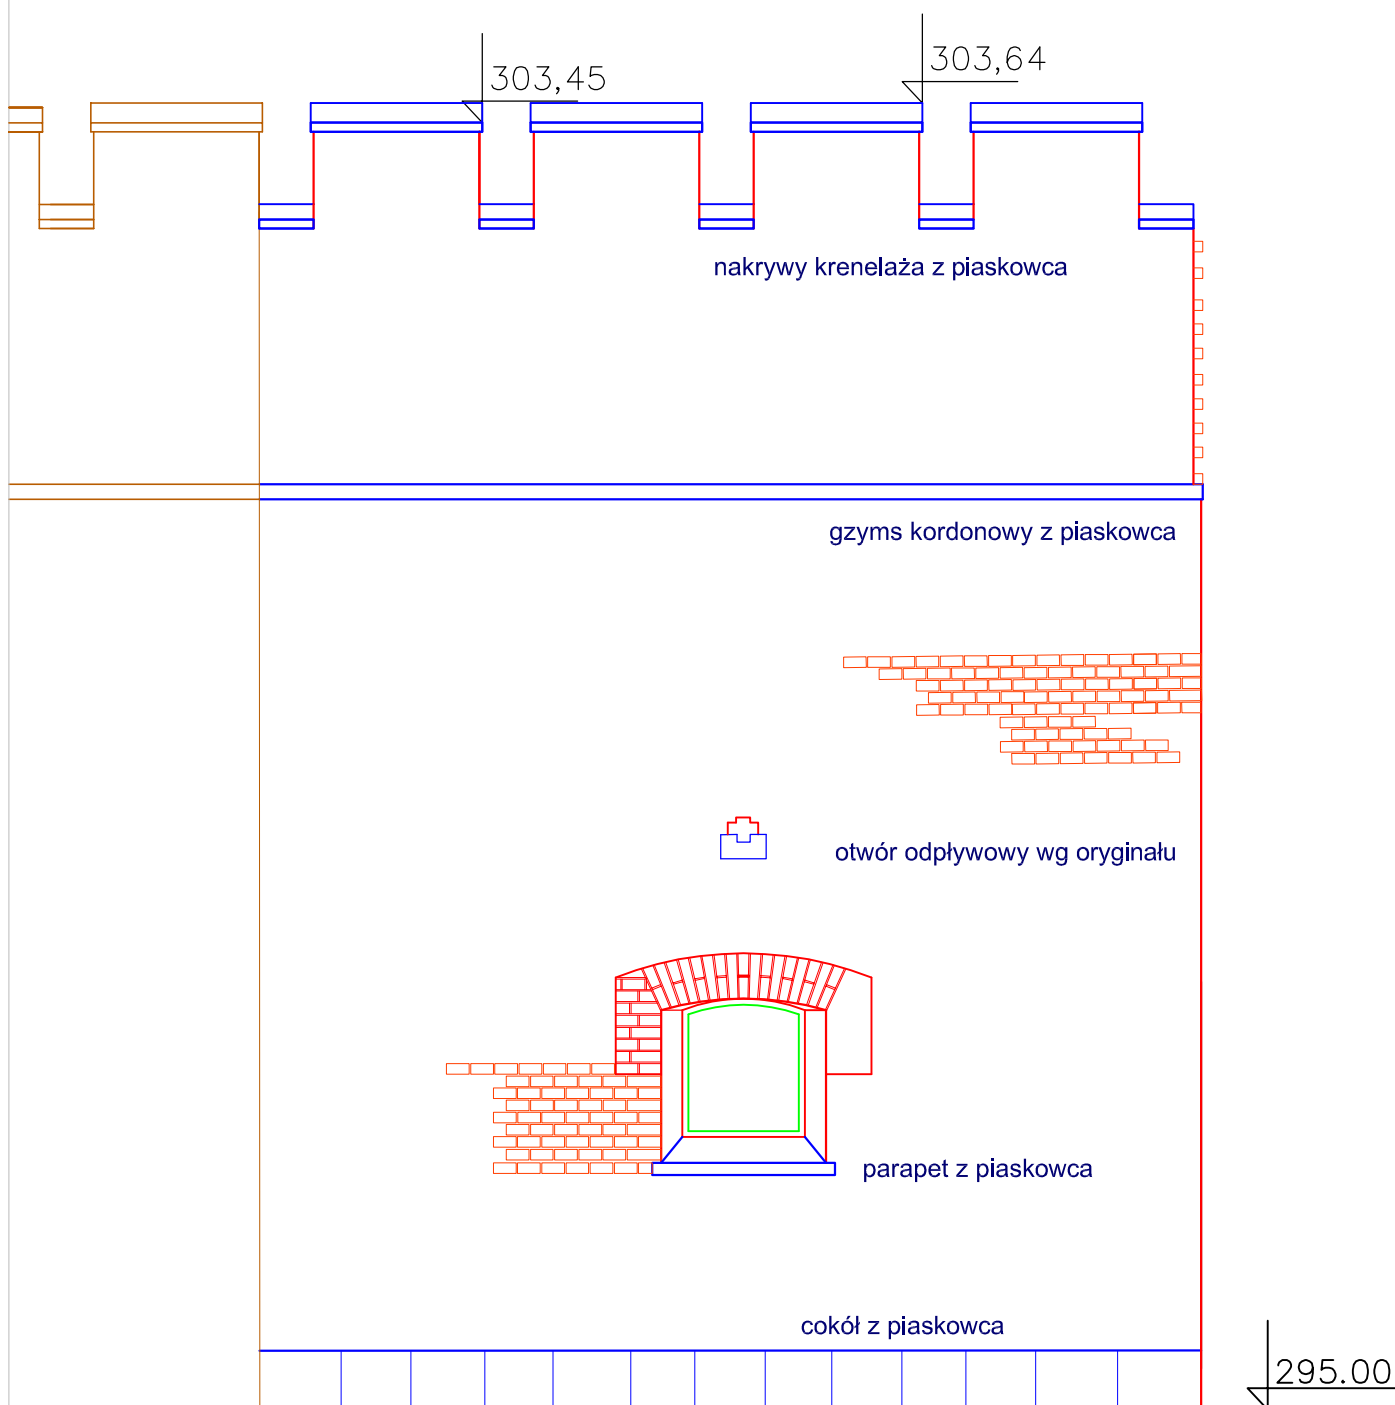 303,64
303,45
nakrywy krenelaża z piaskowca
gzyms kordonowy z piaskowca
otwór odpływowy wg oryginału
parapet z piaskowca
cokół z piaskowca
295.00